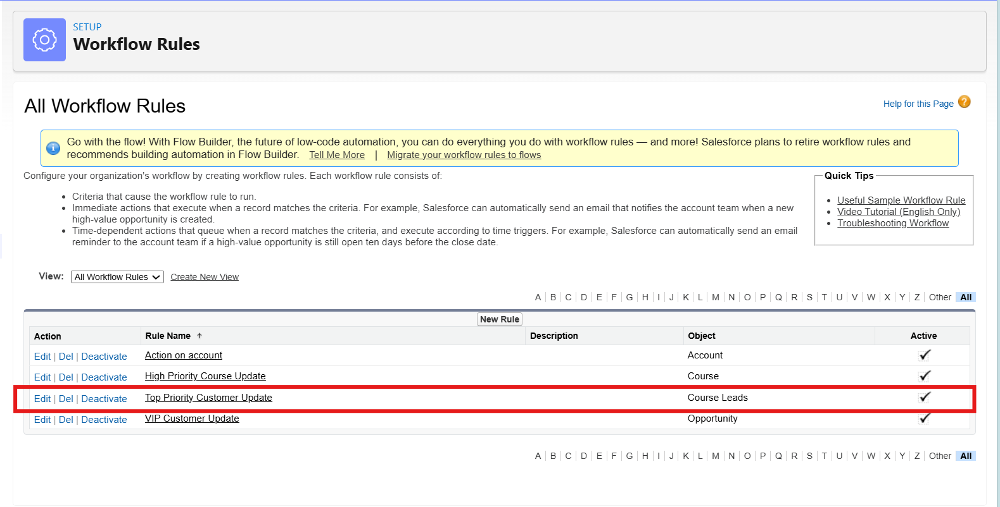 SETUP
Workflow Rules
All Workflow Rules
Help for this Page ?
Go with the flow! With Flow Builder, the future of low-code automation, you can do everything you do with workflow rules — and more! Salesforce plans to retire workflow rules and
recommends building automation in Flow Builder. Tell Me More | Migrate your workflow rules to flows
Configure your organization's workflow by creating workflow rules. Each workflow rule consists of:
• Criteria that cause the workflow rule to run.
• Immediate actions that execute when a record matches the criteria. For example, Salesforce can automatically send an email that notifies the account team when a new
high-value opportunity is created.
• Time-dependent actions that queue when a record matches the criteria, and execute according to time triggers. For example, Salesforce can automatically send an email
reminder to the account team if a high-value opportunity is still open ten days before the close date.
Quick Tips
• Useful Sample Workflow Rule
• Video Tutorial (English Only)
• Troubleshooting Workflow
View: All Workflow Rules Create New View
A | B | C | D | E | F | G | H | I | J | K | L | M | N | O | P | Q | R | S | T | U | V | W | X | Y | Z | Other | All
New Rule
Action Rule Name ↑ Description Object Active
Edit | Del | Deactivate Action on account Account ✓
Edit | Del | Deactivate High Priority Course Update Course ✓
Edit | Del | Deactivate Top Priority Customer Update Course Leads ✓
Edit | Del | Deactivate VIP Customer Update Opportunity ✓
A | B | C | D | E | F | G | H | I | J | K | L | M | N | O | P | Q | R | S | T | U | V | W | X | Y | Z | Other | All